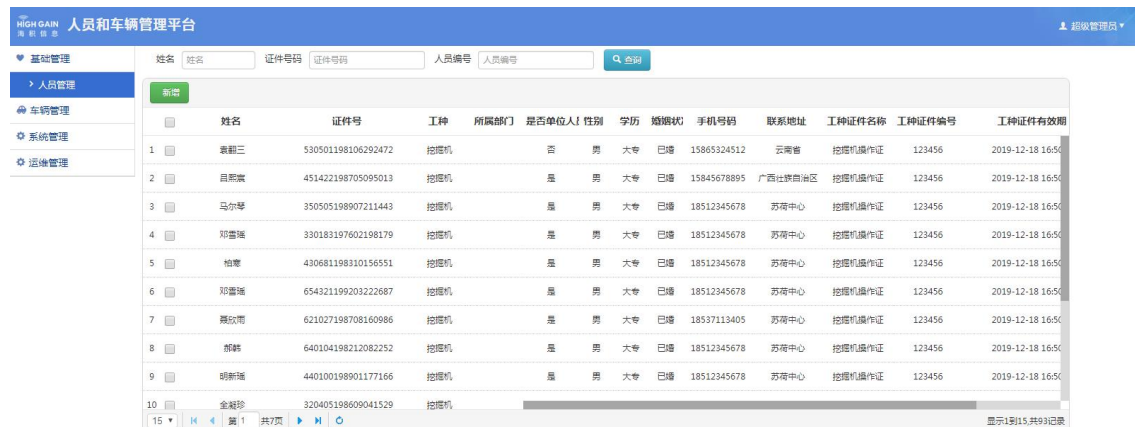 HIGH GAIN 人员和车辆管理平台 超级管理员
海积信息
基础管理 姓名 姓名 证件号码 证件号码 人员编号 人员编号 查询
人员管理 新增
车辆管理
系统管理
运维管理
姓名 证件号 工种 所属部门 是否单位人员 性别 学历 婚姻状况 手机号码 联系地址 工种证件名称 工种证件编号 工种证件有效期
1 袁翻三 530501198106292472 挖掘机 否 男 大专 已婚 15865324512 云南省 挖掘机操作证 123456 2019-12-18 16:50
2 吕熙宸 451422198705095013 挖掘机 是 男 大专 已婚 15845678895 广西壮族自治区 挖掘机操作证 123456 2019-12-18 16:50
3 马尔琴 350505198907211443 挖掘机 是 男 大专 已婚 18512345678 苏荷中心 挖掘机操作证 123456 2019-12-18 16:50
4 邓雪瑶 330183197602198179 挖掘机 是 男 大专 已婚 18512345678 苏荷中心 挖掘机操作证 123456 2019-12-18 16:50
5 柏寒 430681198310156551 挖掘机 是 男 大专 已婚 18512345678 苏荷中心 挖掘机操作证 123456 2019-12-18 16:50
6 邓雪瑶 654321199203222687 挖掘机 是 男 大专 已婚 18512345678 苏荷中心 挖掘机操作证 123456 2019-12-18 16:50
7 聂欣雨 621027198708160986 挖掘机 是 男 大专 已婚 18537113405 苏荷中心 挖掘机操作证 123456 2019-12-18 16:50
8 郝韩 640104198212082252 挖掘机 是 男 大专 已婚 18512345678 苏荷中心 挖掘机操作证 123456 2019-12-18 16:50
9 明新瑶 440100198901177166 挖掘机 是 男 大专 已婚 18512345678 苏荷中心 挖掘机操作证 123456 2019-12-18 16:50
10 全凝珍 320405198609041529 挖掘机
15 第 1 共7页 显示1到15,共93记录